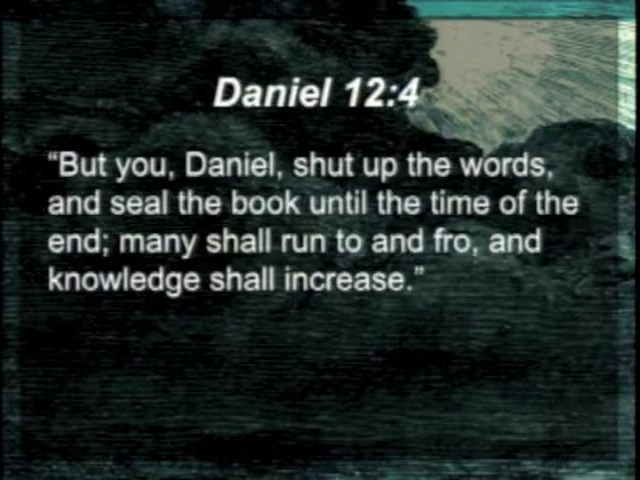 Daniel 12:4
“But you, Daniel, shut up the words,
and seal the book until the time of the
end; many shall run to and fro, and
knowledge shall increase.”